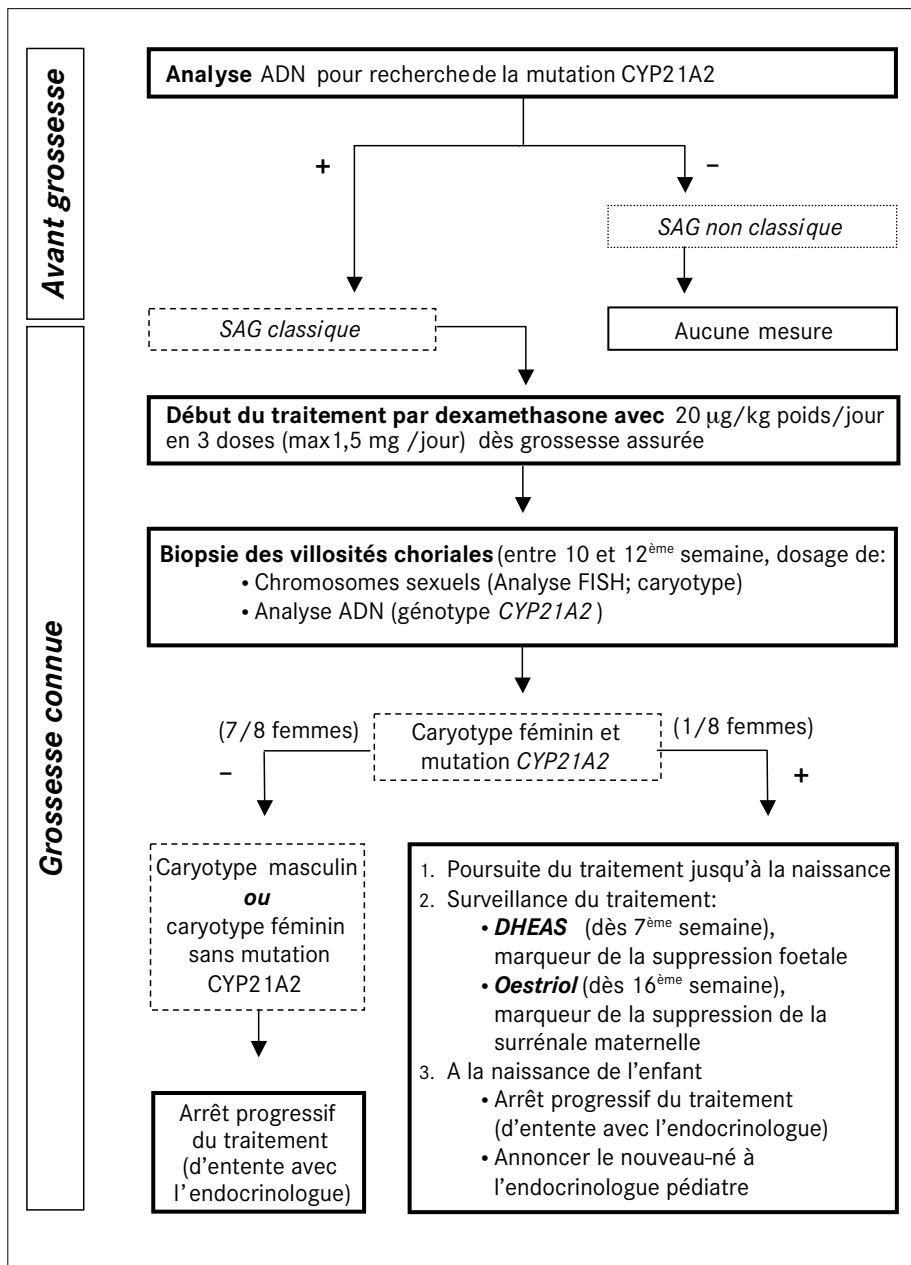 Avant grossesse
Analyse ADN pour recherchede la mutation CYP21A2
+
–
SAG non classique
SAG classique
Aucune mesure
Grossesse connue
Début du traitement par dexamethasone avec 20 µg/kg poids/jour
en 3 doses (max1,5 mg /jour) dès grossesse assurée
Biopsie des villosités choriales (entre 10 et 12ème semaine, dosage de:
• Chromosomes sexuels (Analyse FISH; caryotype)
• Analyse ADN (génotype CYP21A2 )
(7/8 femmes)
–
Caryotype féminin et
mutation CYP21A2
(1/8 femmes)
+
Caryotype masculin
ou
caryotype féminin
sans mutation
CYP21A2
Arrêt progressif
du traitement
(d'entente avec
l'endocrinologue)
1. Poursuite du traitement jusqu'à la naissance
2. Surveillance du traitement:
• DHEAS (dès 7ème semaine),
marqueur de la suppression foetale
• Oestriol (dès 16ème semaine),
marqueur de la suppression de la
surrénale maternelle
3. A la naissance de l'enfant
• Arrêt progressif du traitement
(d'entente avec l'endocrinologue)
• Annoncer le nouveau-né à
l'endocrinologue pédiatre